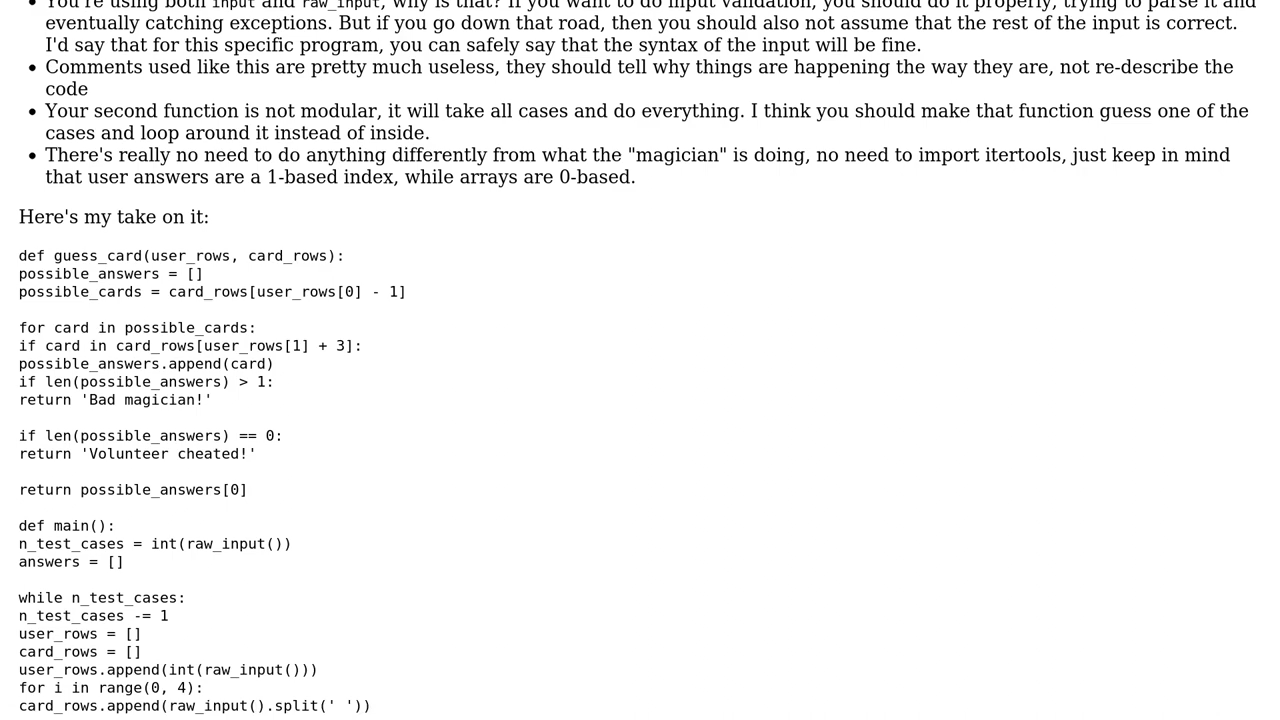 You're using both input and raw_input, why is that? If you want to do input validation, you should do it properly, trying to parse it and
eventually catching exceptions. But if you go down that road, then you should also not assume that the rest of the input is correct.
I'd say that for this specific program, you can safely say that the syntax of the input will be fine.
Comments used like this are pretty much useless, they should tell why things are happening the way they are, not re-describe the
code
Your second function is not modular, it will take all cases and do everything. I think you should make that function guess one of the
cases and loop around it instead of inside.
There's really no need to do anything differently from what the "magician" is doing, no need to import itertools, just keep in mind
that user answers are a 1-based index, while arrays are 0-based.
Here's my take on it:
def guess_card(user_rows, card_rows):
possible_answers = []
possible_cards = card_rows[user_rows[0] - 1]
for card in possible_cards:
if card in card_rows[user_rows[1] + 3]:
possible_answers.append(card)
if len(possible_answers) > 1:
return 'Bad magician!'
if len(possible_answers) == 0:
return 'Volunteer cheated!'
return possible_answers[0]
def main():
n_test_cases = int(raw_input())
answers = []
while n_test_cases:
n_test_cases -= 1
user_rows = []
card_rows = []
user_rows.append(int(raw_input()))
for i in range(0, 4):
card_rows.append(raw_input().split(' '))